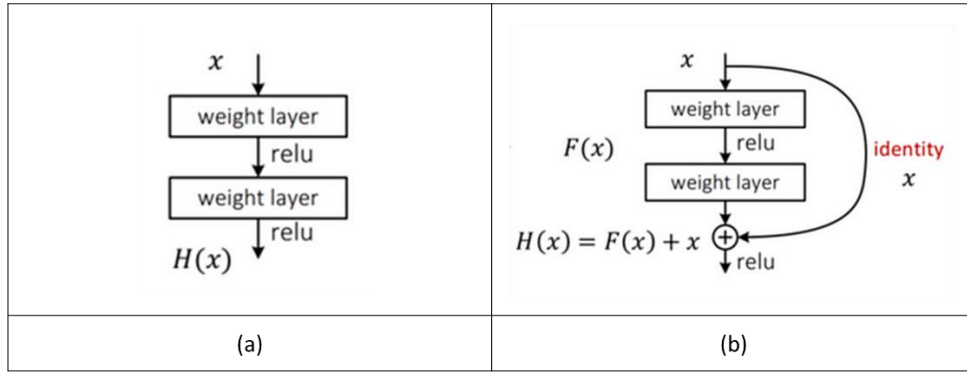 x
weight layer
relu
weight layer
relu
H(x)
(a)
x
weight layer
F(x)
relu
identity
x
weight layer
H(x) = F(x) + x
relu
(b)